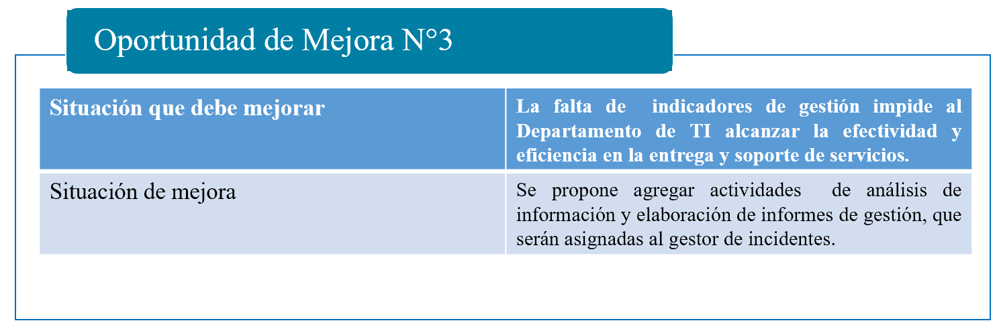 Oportunidad de Mejora N°3
Situación que debe mejorar
La falta de indicadores de gestión impide al
Departamento de TI alcanzar la efectividad y
eficiencia en la entrega y soporte de servicios.
Situación de mejora
Se propone agregar actividades de análisis de
información y elaboración de informes de gestión, que
serán asignadas al gestor de incidentes.